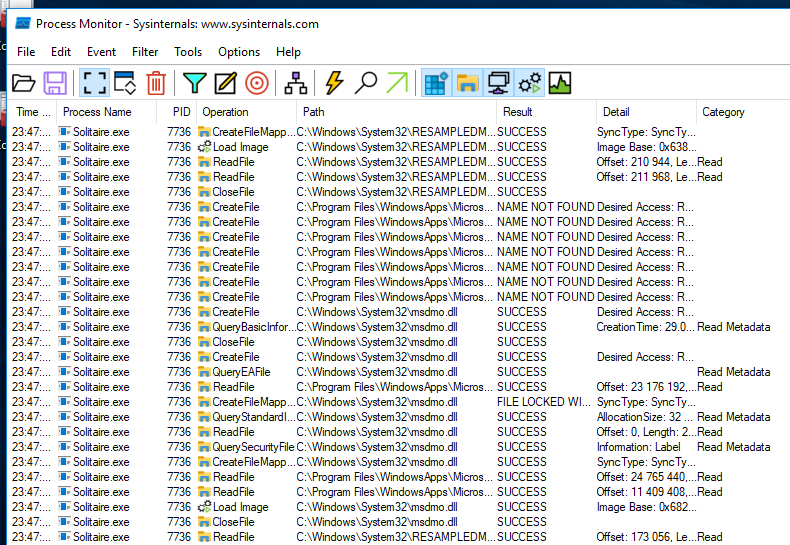 Process Monitor - Sysinternals: www.sysinternals.com
File Edit Event Filter Tools Options Help
Time ... Process Name PID Operation Path Result Detail Category
23:47:... Solitaire.exe 7736 CreateFileMapp... C:\Windows\System32\RESAMPLEDM... SUCCESS SyncType: SyncTy...
23:47:... Solitaire.exe 7736 Load Image C:\Windows\System32\RESAMPLEDM... SUCCESS Image Base: 0x638...
23:47:... Solitaire.exe 7736 ReadFile C:\Windows\System32\RESAMPLEDM... SUCCESS Offset: 210 944, Le... Read
23:47:... Solitaire.exe 7736 ReadFile C:\Windows\System32\RESAMPLEDM... SUCCESS Offset: 211 968, Le... Read
23:47:... Solitaire.exe 7736 CloseFile C:\Windows\System32\RESAMPLEDM... SUCCESS
23:47:... Solitaire.exe 7736 CreateFile C:\Program Files\WindowsApps\Micros... NAME NOT FOUND Desired Access: R...
23:47:... Solitaire.exe 7736 CreateFile C:\Program Files\WindowsApps\Micros... NAME NOT FOUND Desired Access: R...
23:47:... Solitaire.exe 7736 CreateFile C:\Program Files\WindowsApps\Micros... NAME NOT FOUND Desired Access: R...
23:47:... Solitaire.exe 7736 CreateFile C:\Program Files\WindowsApps\Micros... NAME NOT FOUND Desired Access: R...
23:47:... Solitaire.exe 7736 CreateFile C:\Program Files\WindowsApps\Micros... NAME NOT FOUND Desired Access: R...
23:47:... Solitaire.exe 7736 CreateFile C:\Program Files\WindowsApps\Micros... NAME NOT FOUND Desired Access: R...
23:47:... Solitaire.exe 7736 CreateFile C:\Program Files\WindowsApps\Micros... NAME NOT FOUND Desired Access: R...
23:47:... Solitaire.exe 7736 CreateFile C:\Windows\System32\msdmo.dll SUCCESS Desired Access: R...
23:47:... Solitaire.exe 7736 QueryBasicInfor... C:\Windows\System32\msdmo.dll SUCCESS CreationTime: 29.0... Read Metadata
23:47:... Solitaire.exe 7736 CloseFile C:\Windows\System32\msdmo.dll SUCCESS
23:47:... Solitaire.exe 7736 CreateFile C:\Windows\System32\msdmo.dll SUCCESS Desired Access: R...
23:47:... Solitaire.exe 7736 QueryEAFile C:\Windows\System32\msdmo.dll SUCCESS Read Metadata
23:47:... Solitaire.exe 7736 ReadFile C:\Program Files\WindowsApps\Micros... SUCCESS Offset: 23 176 192,... Read
23:47:... Solitaire.exe 7736 CreateFileMapp... C:\Windows\System32\msdmo.dll FILE LOCKED WI... SyncType: SyncTy...
23:47:... Solitaire.exe 7736 QueryStandardI... C:\Windows\System32\msdmo.dll SUCCESS AllocationSize: 32 ... Read Metadata
23:47:... Solitaire.exe 7736 ReadFile C:\Windows\System32\msdmo.dll SUCCESS Offset: 0, Length: 2... Read
23:47:... Solitaire.exe 7736 QuerySecurityFile C:\Windows\System32\msdmo.dll SUCCESS Information: Label Read Metadata
23:47:... Solitaire.exe 7736 CreateFileMapp... C:\Windows\System32\msdmo.dll SUCCESS SyncType: SyncTy...
23:47:... Solitaire.exe 7736 ReadFile C:\Program Files\WindowsApps\Micros... SUCCESS Offset: 24 765 440,... Read
23:47:... Solitaire.exe 7736 ReadFile C:\Program Files\WindowsApps\Micros... SUCCESS Offset: 11 409 408,... Read
23:47:... Solitaire.exe 7736 Load Image C:\Windows\System32\msdmo.dll SUCCESS Image Base: 0x682...
23:47:... Solitaire.exe 7736 CloseFile C:\Windows\System32\msdmo.dll SUCCESS
23:47:... Solitaire.exe 7736 ReadFile C:\Windows\System32\RESAMPLEDM... SUCCESS Offset: 173 056, Le... Read